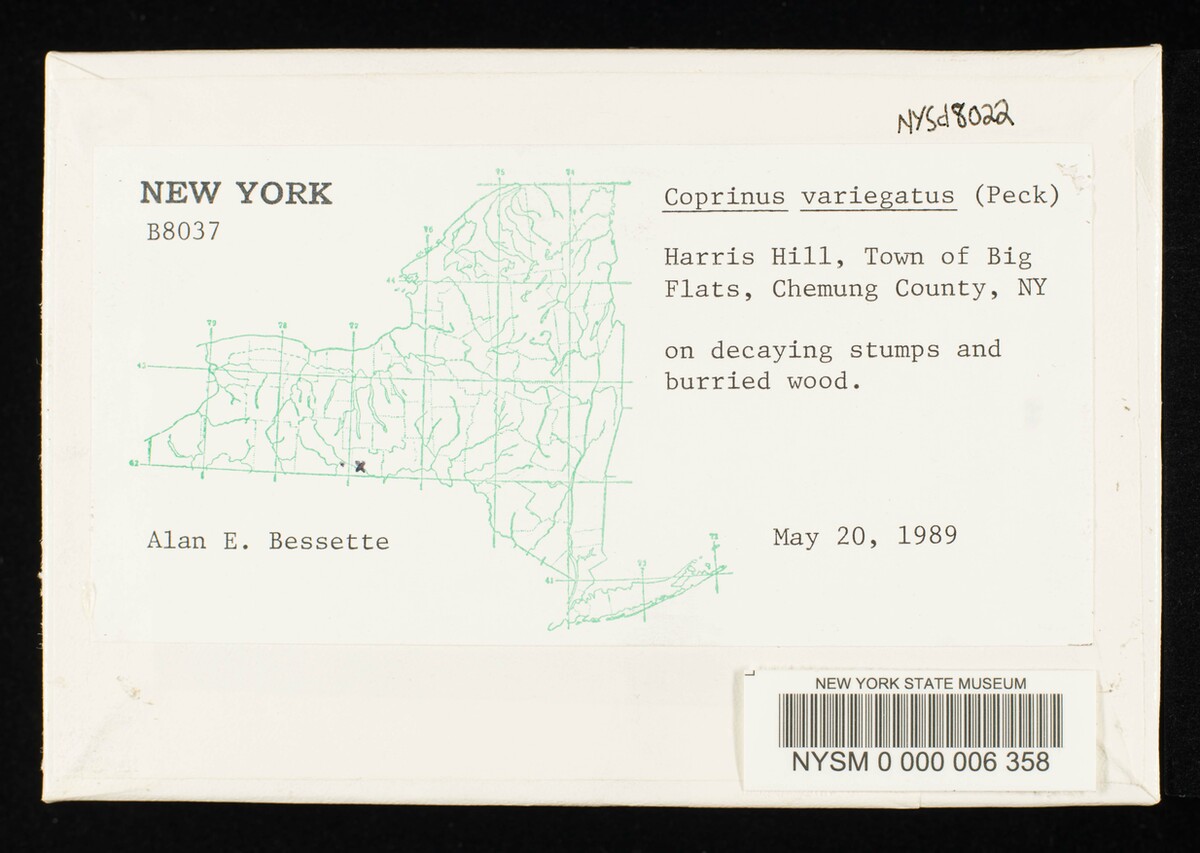 NYSd8022
NEW YORK
B8037
Coprinus variegatus (Peck)
Harris Hill, Town of Big
Flats, Chemung County, NY
on decaying stumps and
burried wood.
x
Alan E. Bessette
May 20, 1989
NEW YORK STATE MUSEUM
NYSM 0 000 006 358